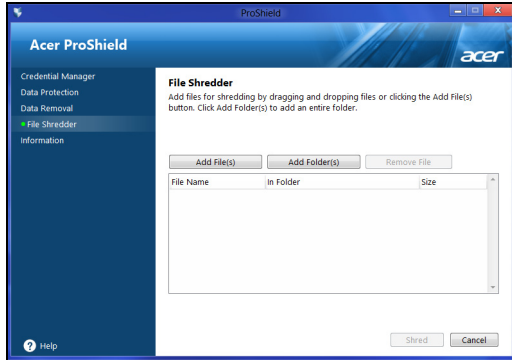 ProShield
Acer ProShield
acer
Credential Manager
Data Protection
Data Removal
File Shredder
Information
File Shredder
Add files for shredding by dragging and dropping files or clicking the Add File(s)
button. Click Add Folder(s) to add an entire folder.
Add File(s) Add Folder(s) Remove File
File Name In Folder Size
Shred Cancel
? Help